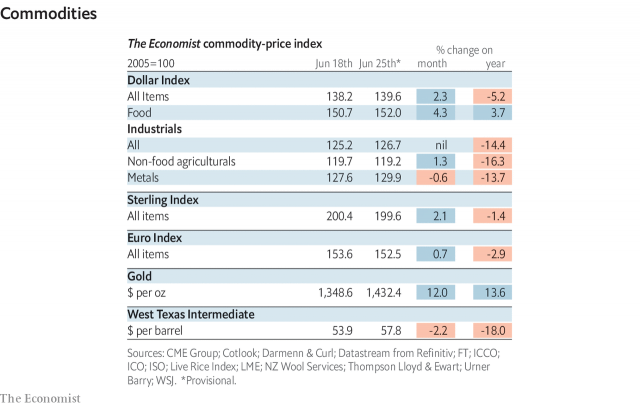 Commodities
The Economist commodity-price index
% change on
2005=100 Jun 18th Jun 25th* month year
Dollar Index
All Items 138.2 139.6 2.3 -5.2
Food 150.7 152.0 4.3 3.7
Industrials
All 125.2 126.7 nil -14.4
Non-food agriculturals 119.7 119.2 1.3 -16.3
Metals 127.6 129.9 -0.6 -13.7
Sterling Index
All items 200.4 199.6 2.1 -1.4
Euro Index
All items 153.6 152.5 0.7 -2.9
Gold
$ per oz 1,348.6 1,432.4 12.0 13.6
West Texas Intermediate
$ per barrel 53.9 57.8 -2.2 -18.0
Sources: CME Group; Cotlook; Darmenn & Curl; Datastream from Refinitiv; FT; ICCO;
ICO; ISO; Live Rice Index; LME; NZ Wool Services; Thompson Lloyd & Ewart; Urner
Barry; WSJ. *Provisional.
The Economist